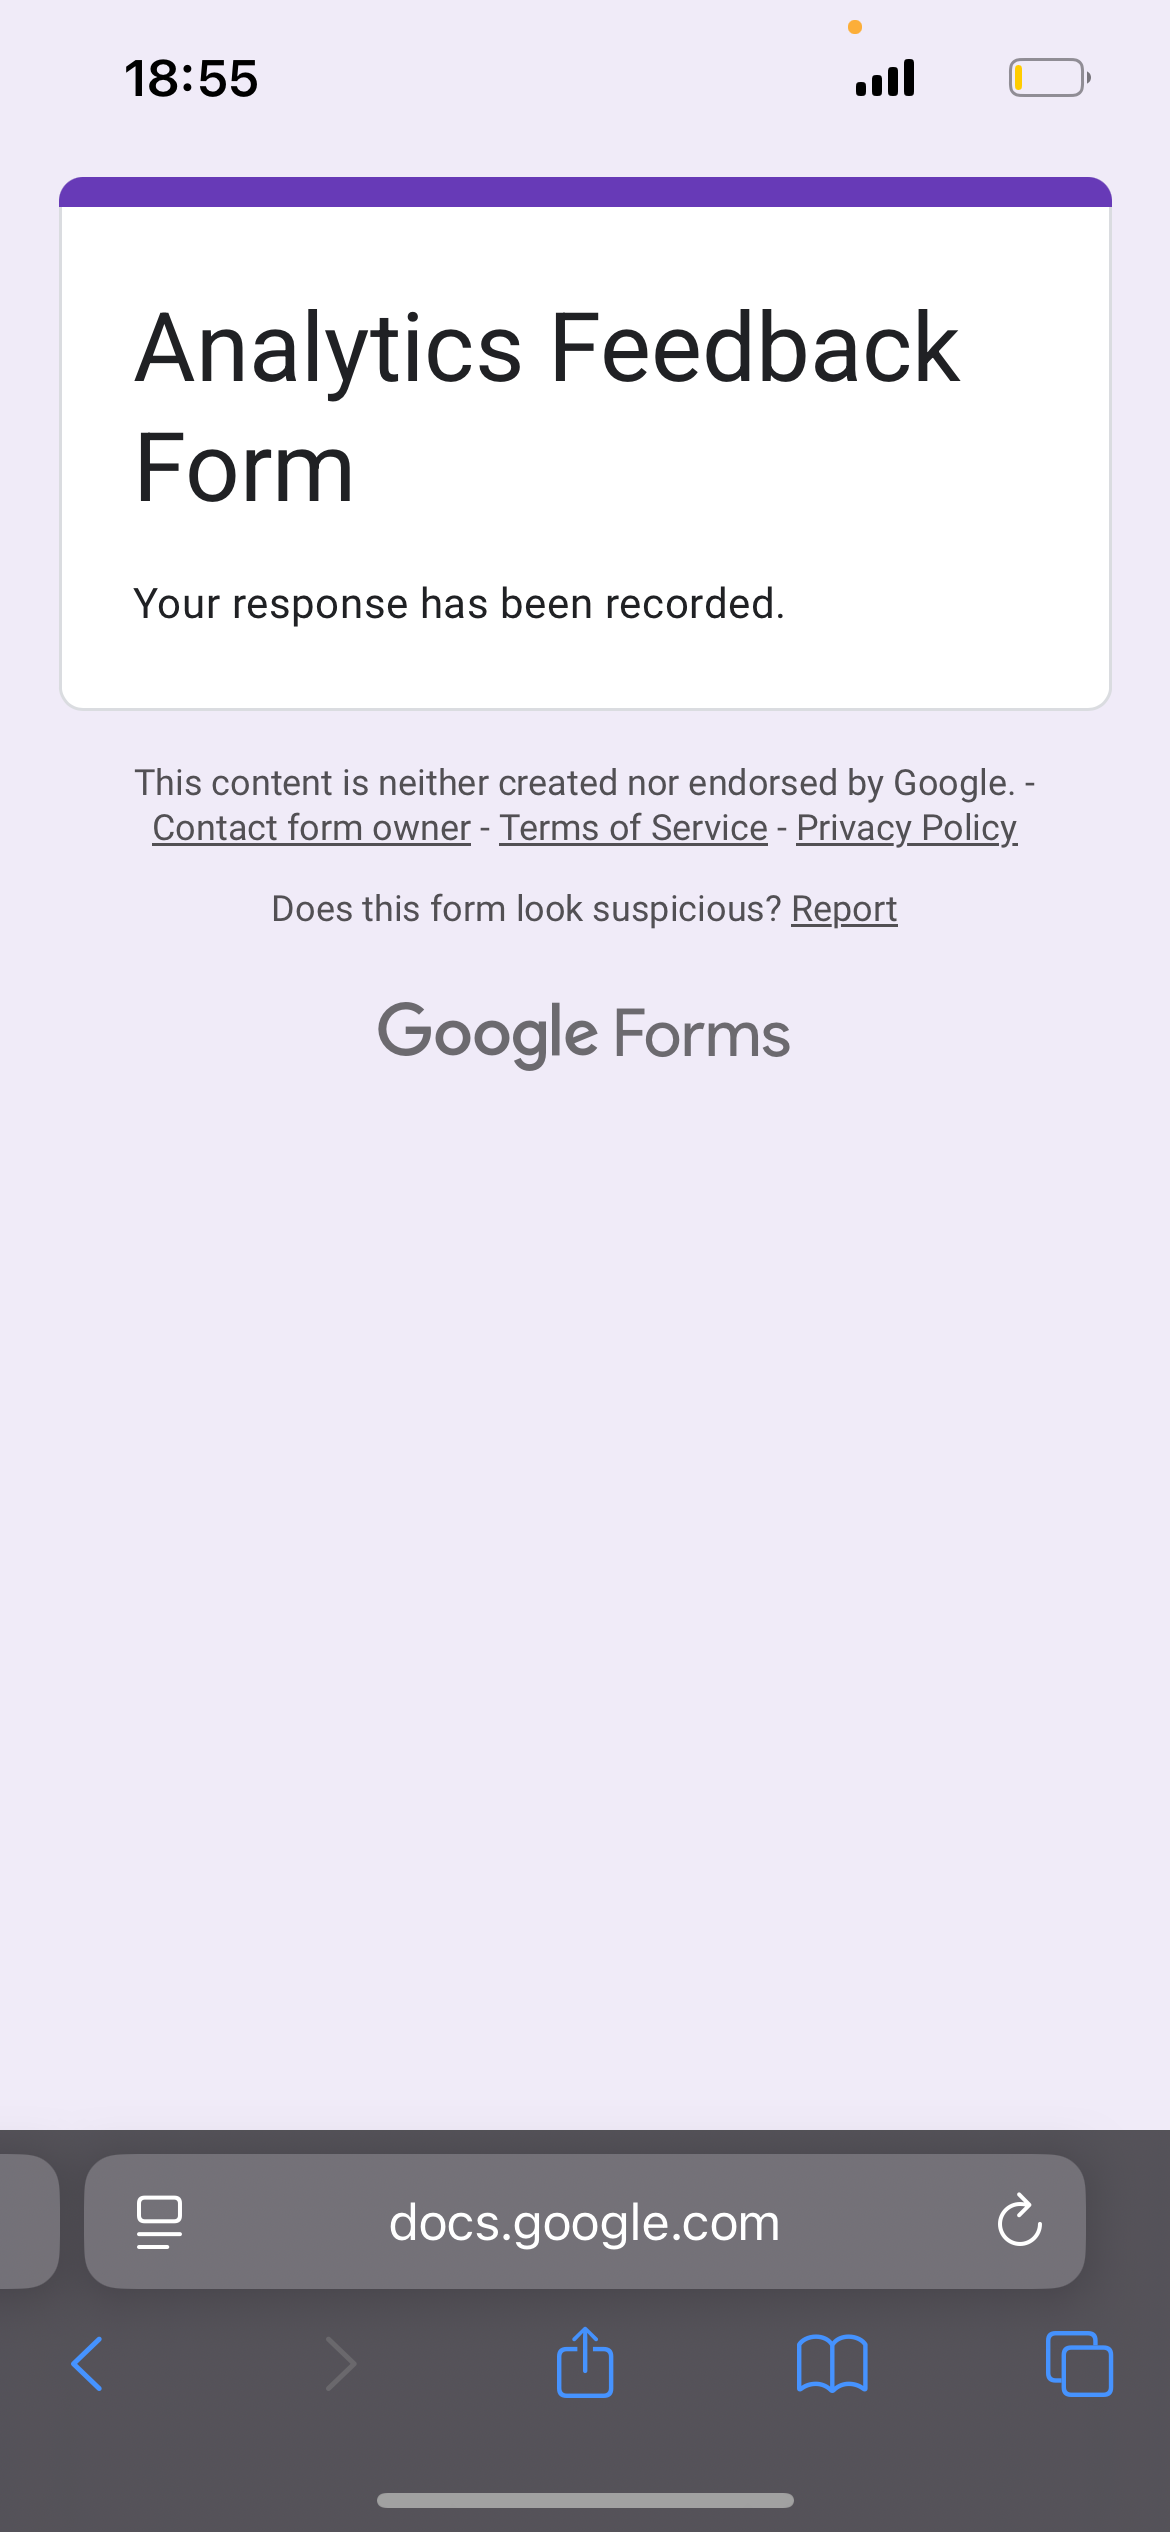 18:55
Analytics Feedback
Form
Your response has been recorded.
This content is neither created nor endorsed by Google. -
Contact form owner - Terms of Service - Privacy Policy
Does this form look suspicious? Report
Google Forms
docs.google.com